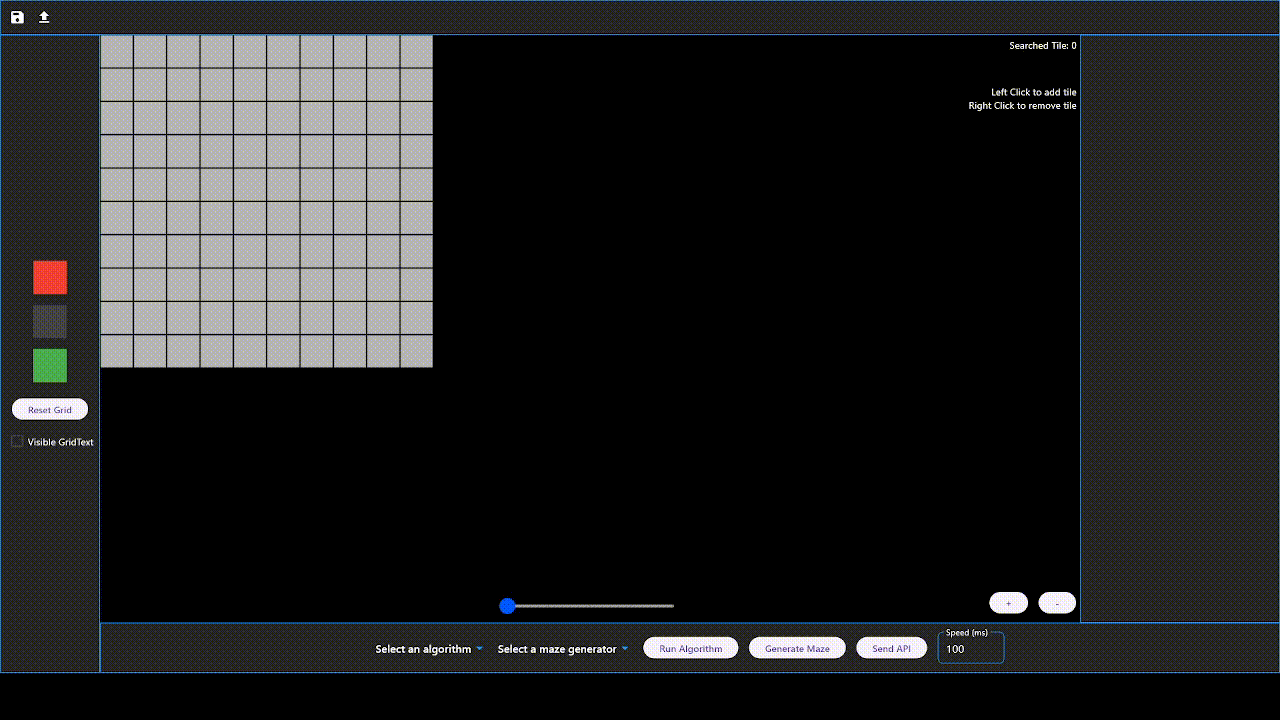 Searched Tile: 0
Left Click to add tile
Right Click to remove tile
Reset Grid
Visible GridText
+ -
Speed (ms)
Select an algorithm Select a maze generator Run Algorithm Generate Maze Send API 100